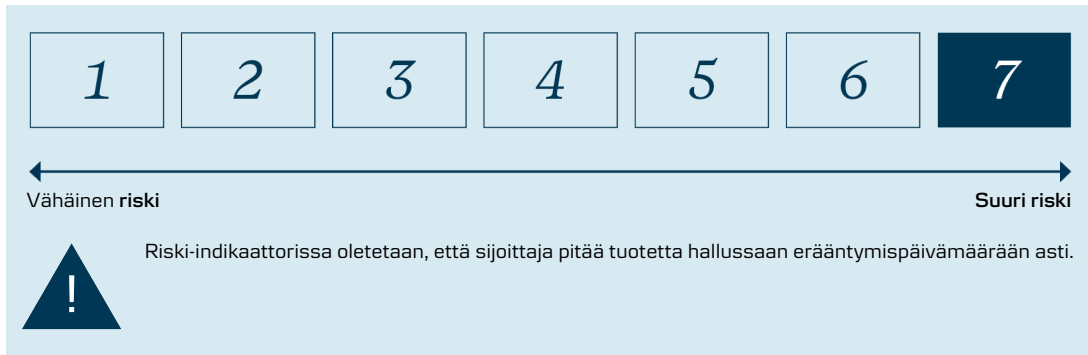 1 2 3 4 5 6 7
Vähäinen riski Suuri riski
Riski-indikaattorissa oletetaan, että sijoittaja pitää tuotetta hallussaan erääntymispäivämäärään asti.
!